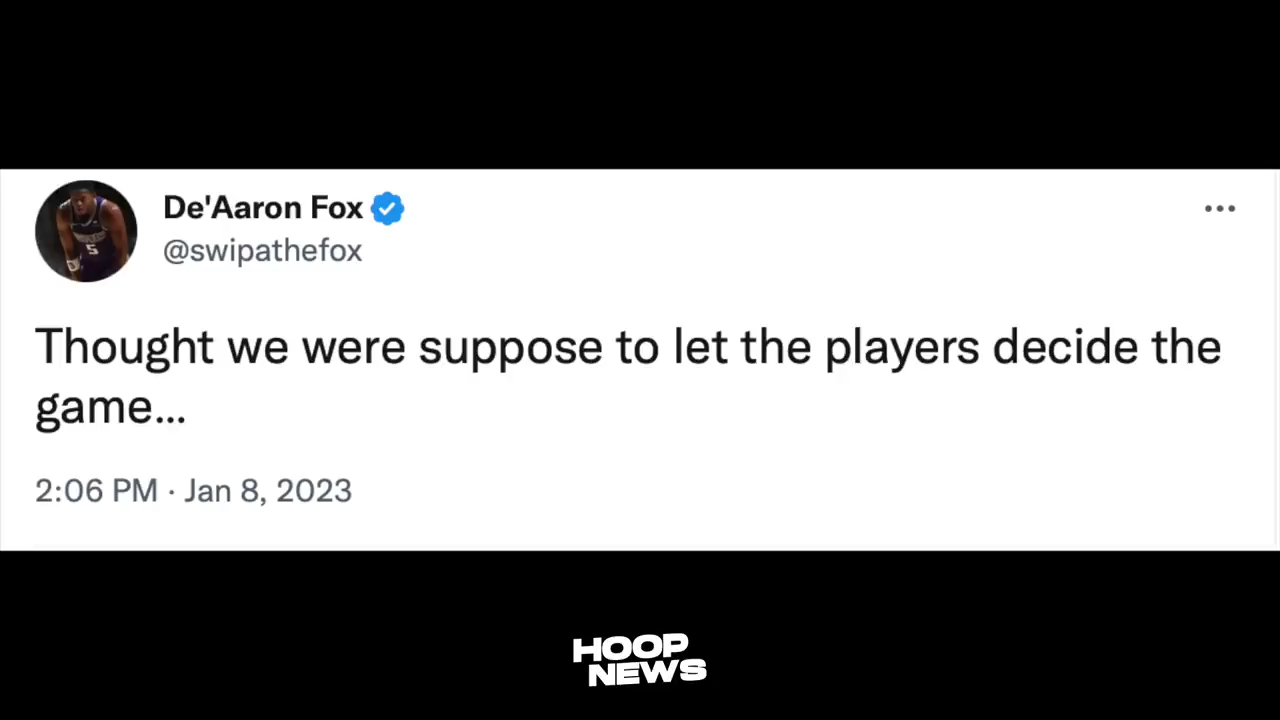 De'Aaron Fox
@swipathefox
Thought we were suppose to let the players decide the
game...
2:06 PM · Jan 8, 2023
HOOP
NEWS